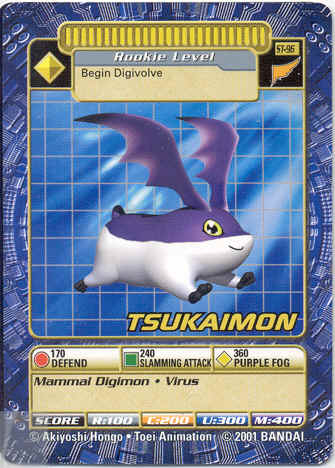 Rookie Level
ST-96
Begin Digivolve
TSUKAIMON
170 DEFEND
240 SLAMMING ATTACK
360 PURPLE FOG
Mammal Digimon • Virus
SCORE R:100 C:200 U:300 M:400
© Akiyoshi Hongo • Toei Animation © 2001 BANDAI